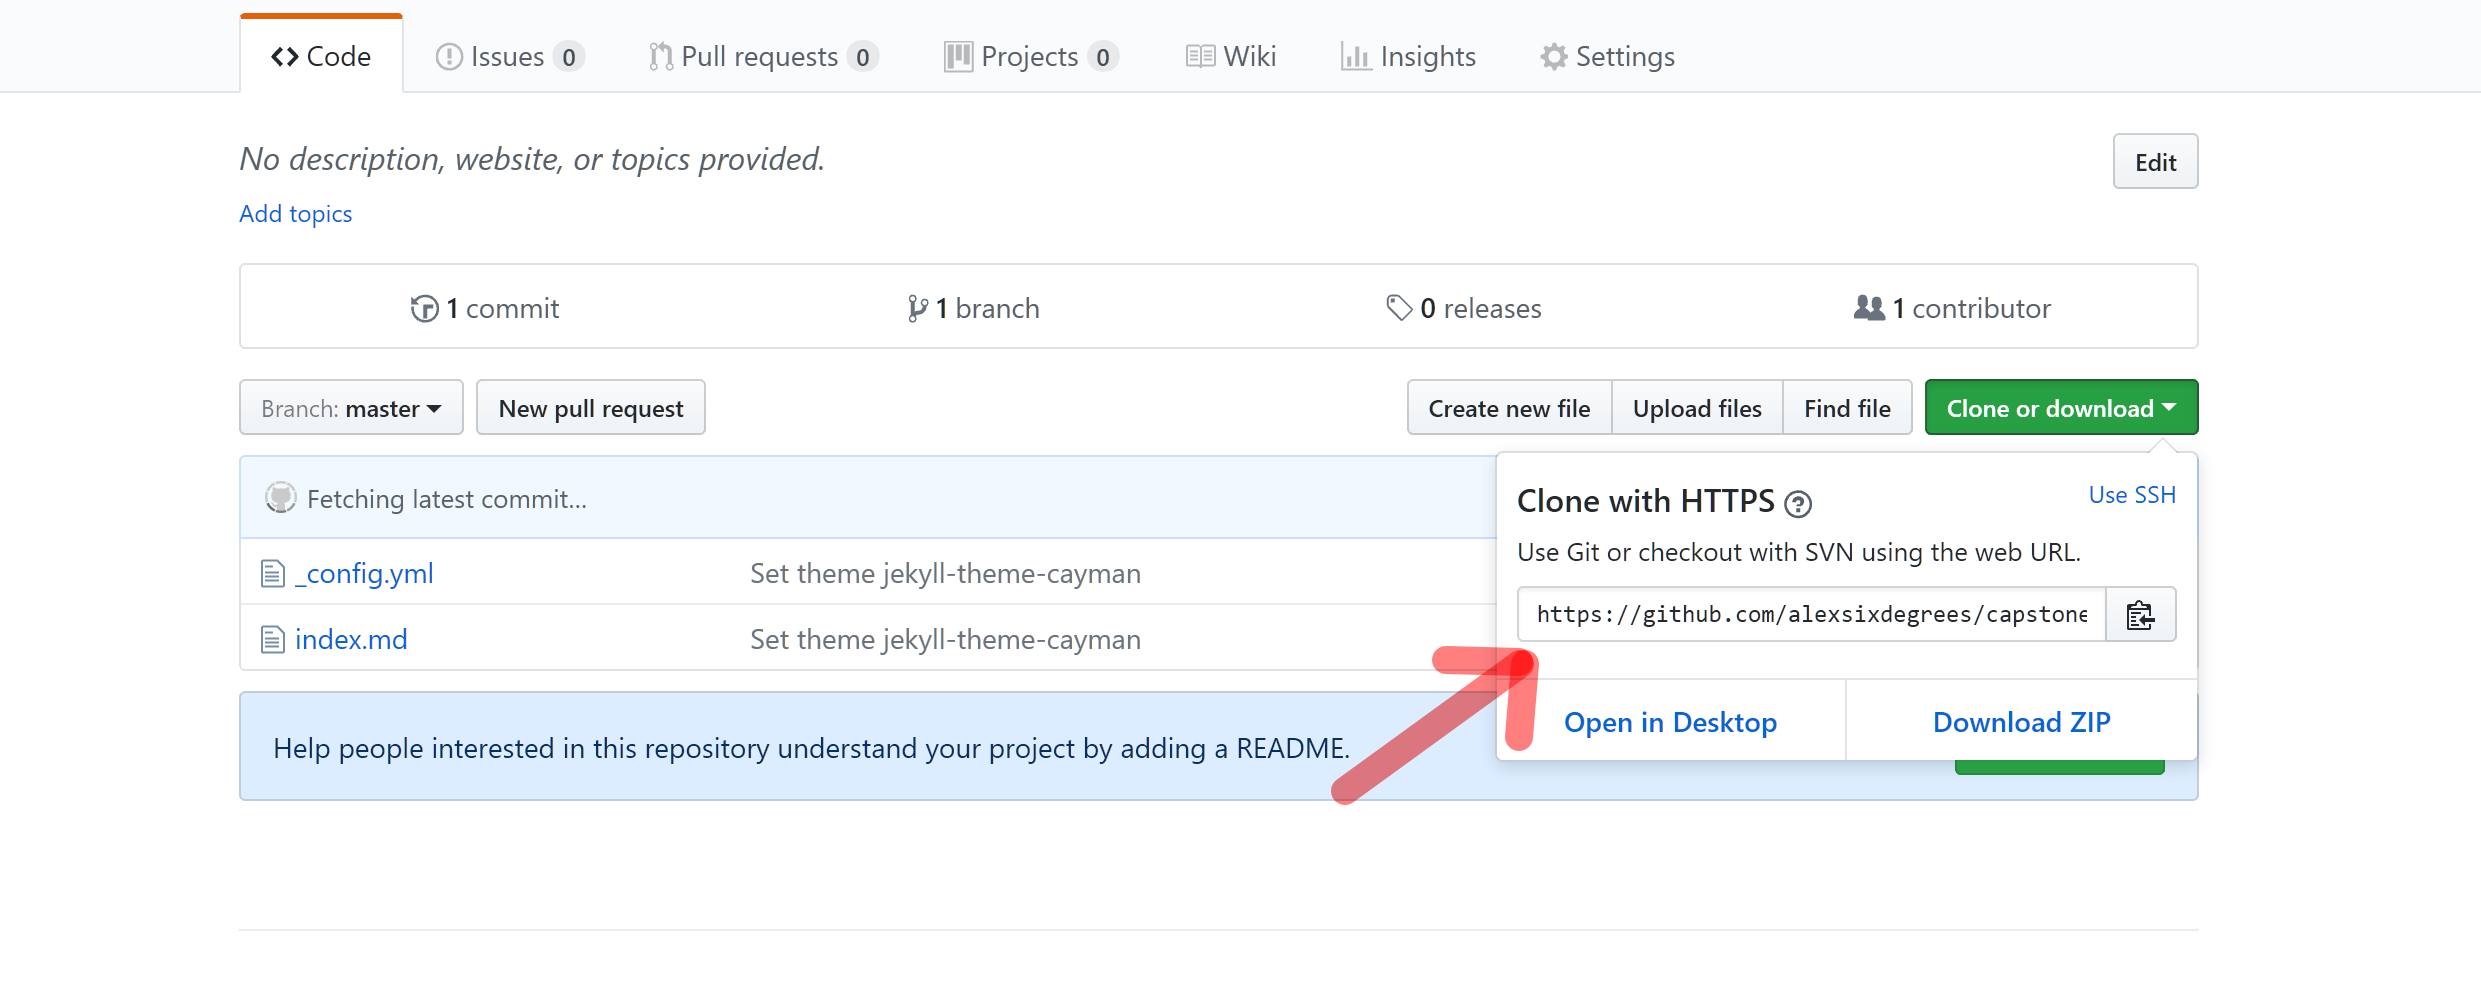 Code Issues 0 Pull requests 0 Projects 0 Wiki Insights Settings
No description, website, or topics provided.
Edit
Add topics
1 commit 1 branch 0 releases 1 contributor
Branch: master New pull request Create new file Upload files Find file Clone or download
Fetching latest commit...
_config.yml Set theme jekyll-theme-cayman
index.md Set theme jekyll-theme-cayman
Help people interested in this repository understand your project by adding a README.
Clone with HTTPS ?
Use SSH
Use Git or checkout with SVN using the web URL.
https://github.com/alexsixdegrees/capstone
Open in Desktop Download ZIP